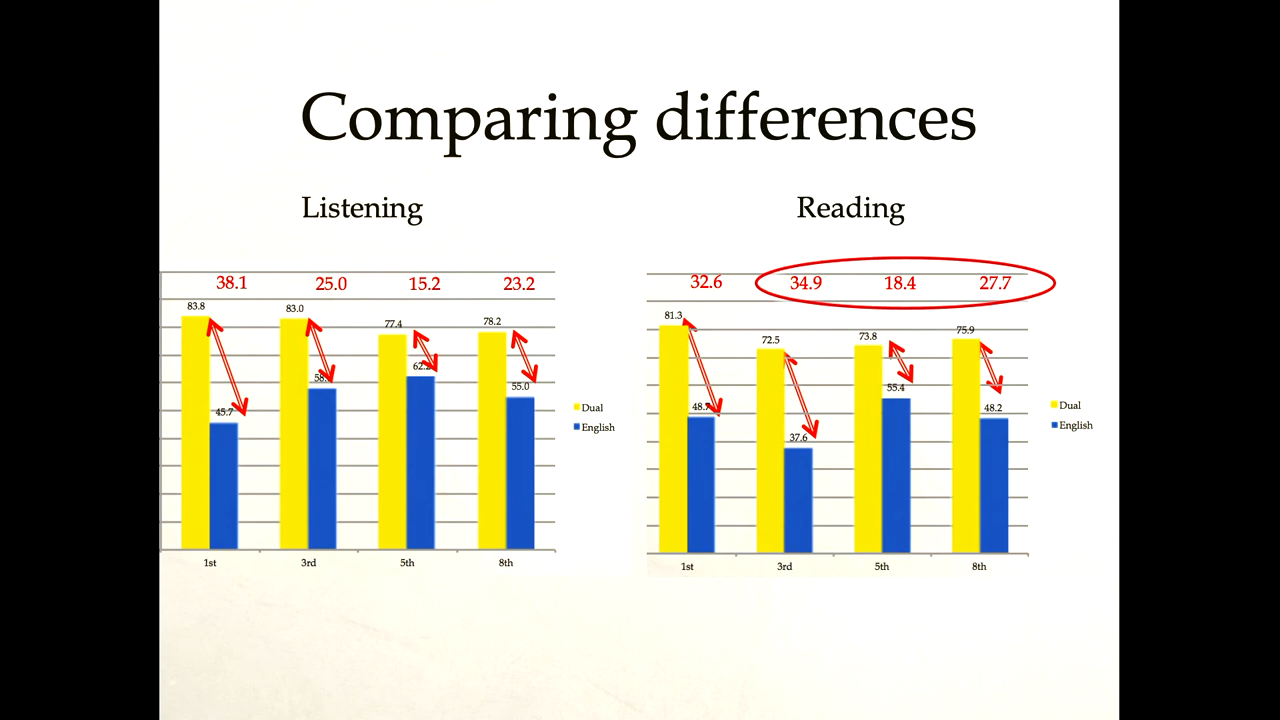 Comparing differences
Listening
38.1 25.0 15.2 23.2
83.8 83.0 77.4 78.2
45.7 55.0
Dual
English
1st 3rd 5th 8th
Reading
32.6 34.9 18.4 27.7
81.3 72.5 73.8 75.9
37.6 55.4 48.2
Dual
English
1st 3rd 5th 8th